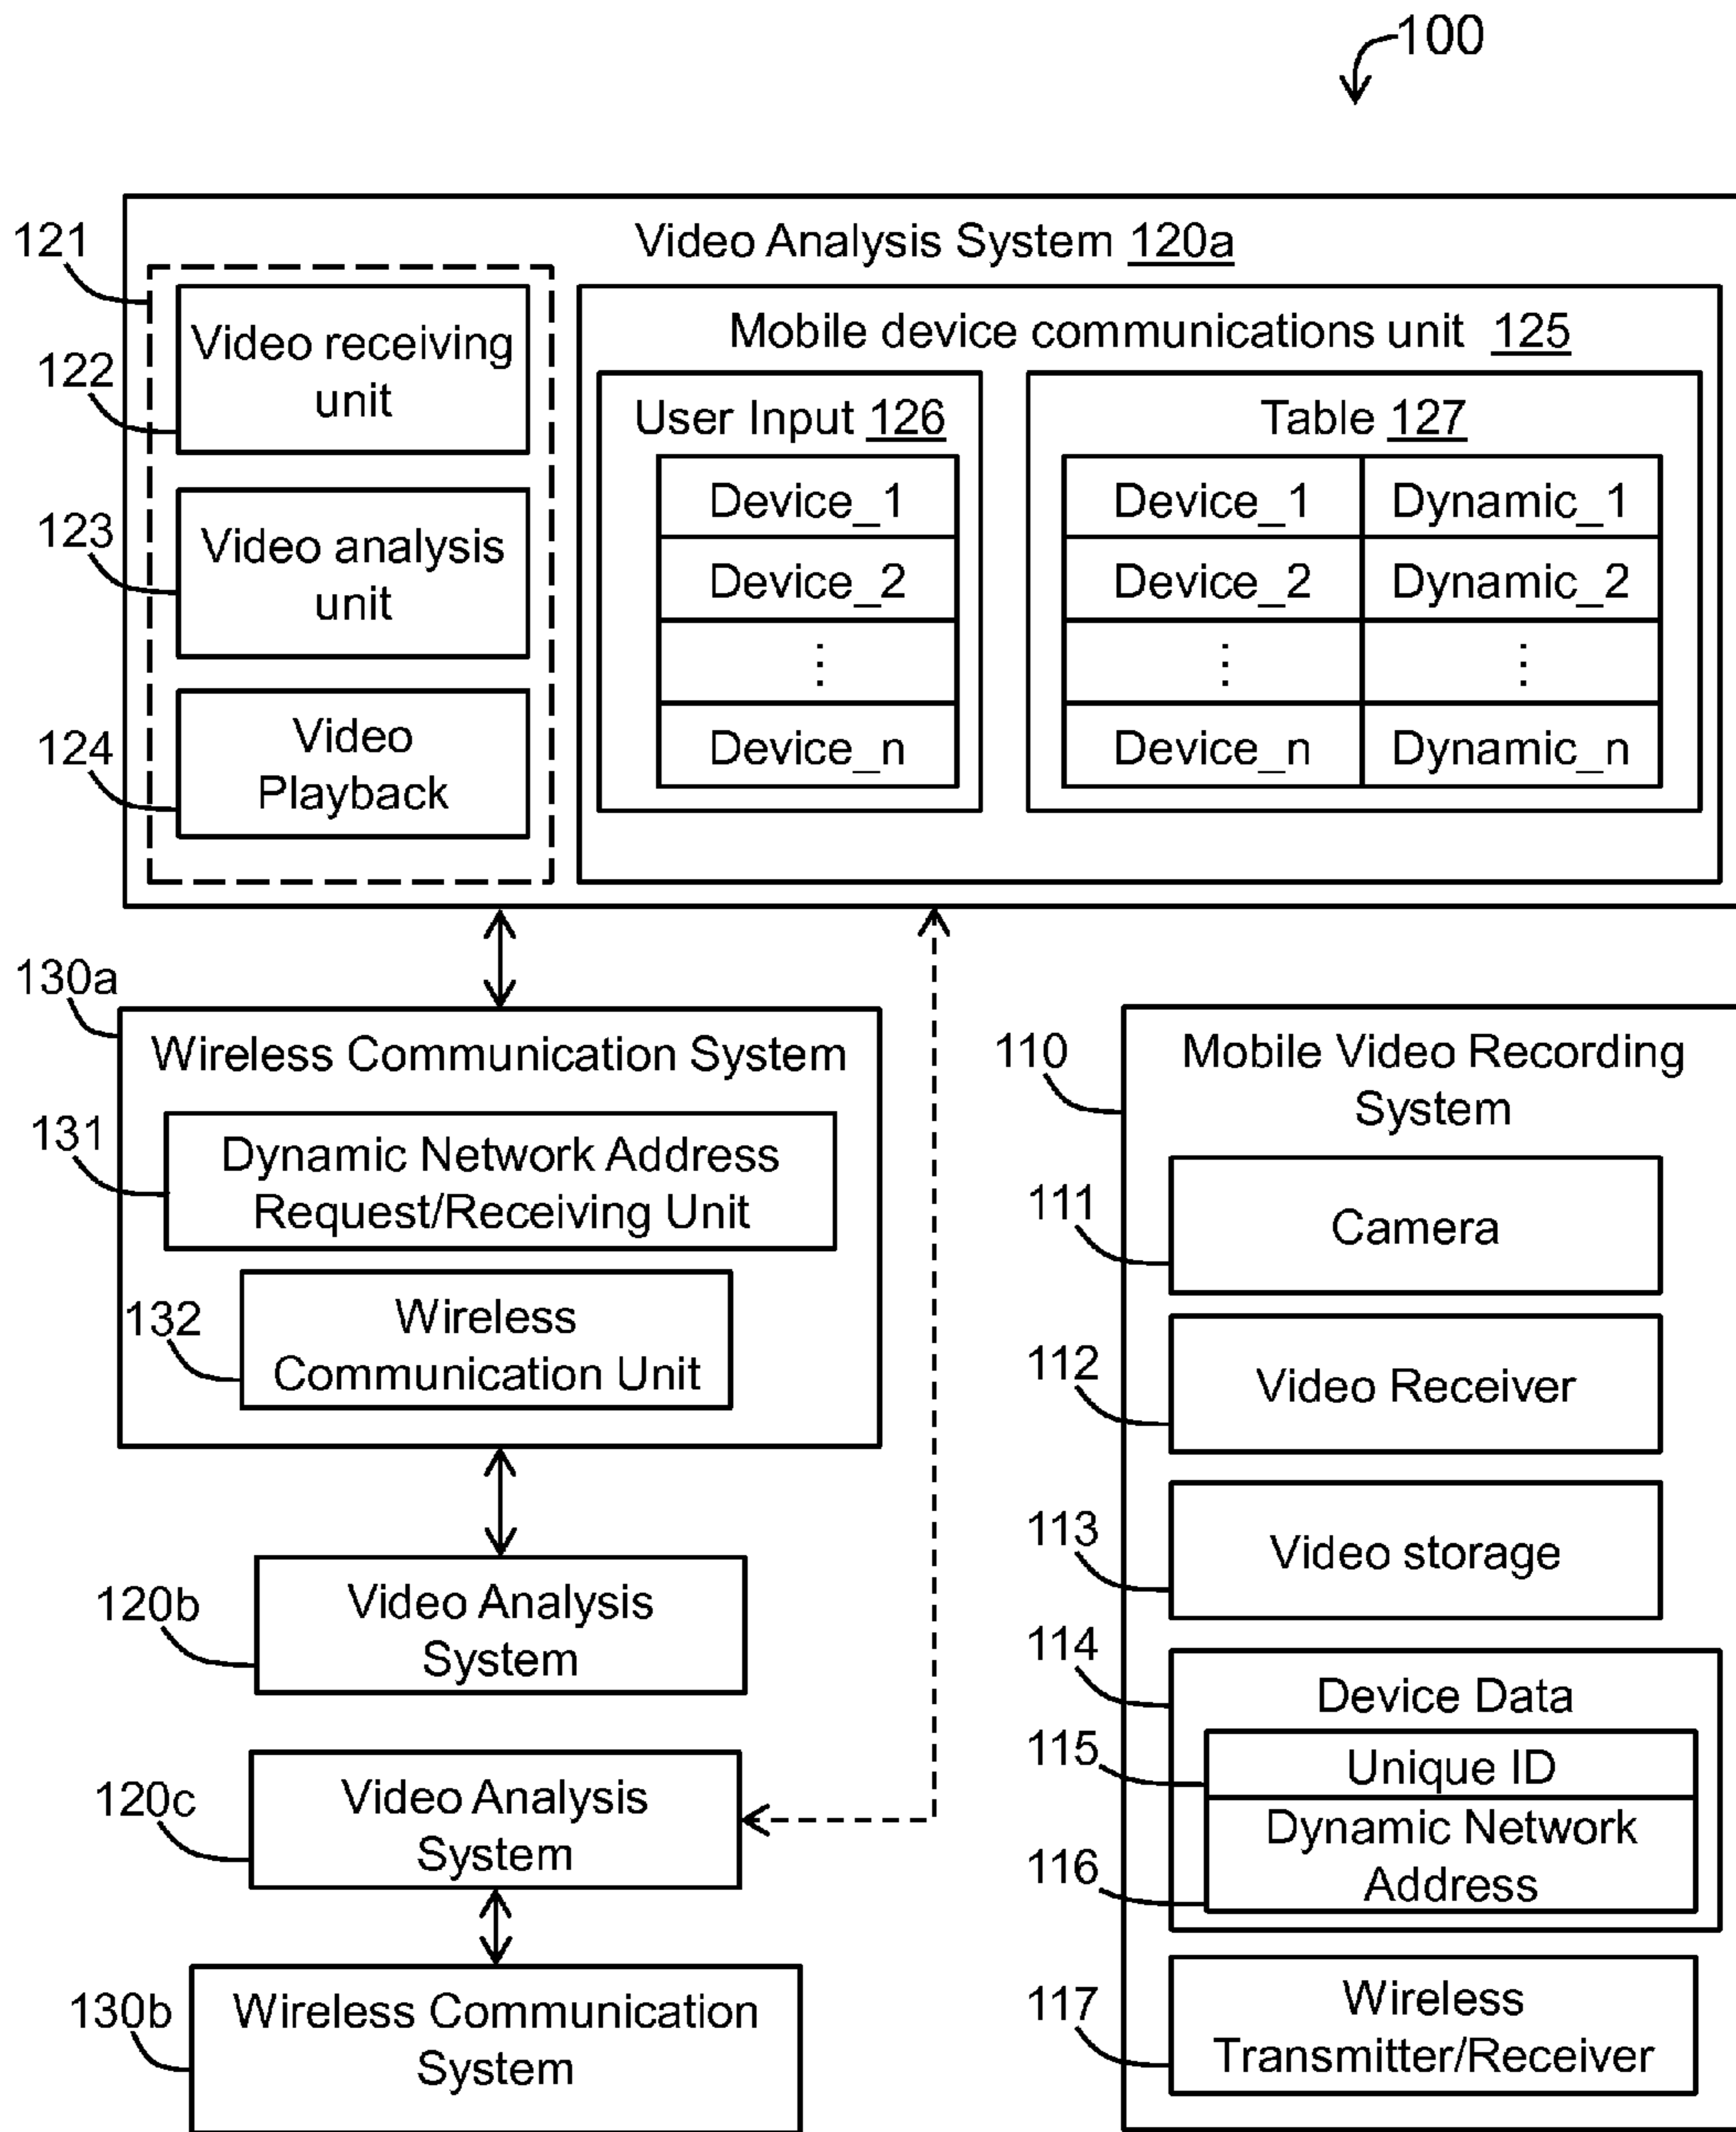 100
Video Analysis System 120a
121
Video receiving
unit
122
Video analysis
unit
123
Video
Playback
124
Mobile device communications unit 125
User Input 126
Device_1
Device_2
⋮
Device_n
Table 127
Device_1 Dynamic_1
Device_2 Dynamic_2
⋮ ⋮
Device_n Dynamic_n
130a
Wireless Communication System
131
Dynamic Network Address
Request/Receiving Unit
132
Wireless
Communication Unit
120b
Video Analysis
System
120c
Video Analysis
System
130b
Wireless Communication
System
110
Mobile Video Recording
System
111
Camera
112
Video Receiver
113
Video storage
114
Device Data
115
Unique ID
116
Dynamic Network
Address
117
Wireless
Transmitter/Receiver